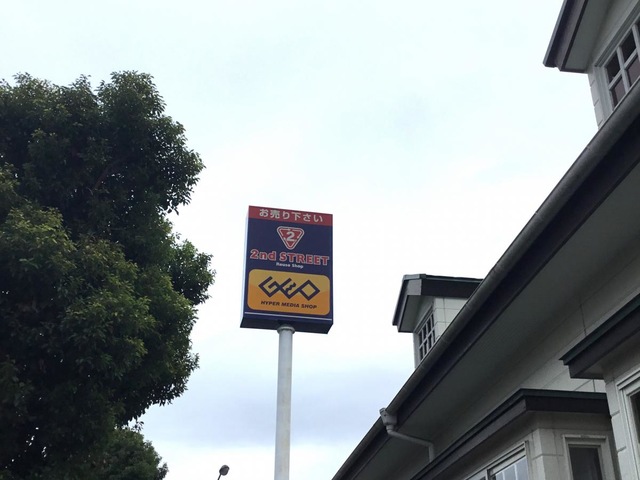 お売り下さい
2
2nd STREET
Reuse Shop
GEO
HYPER MEDIA SHOP